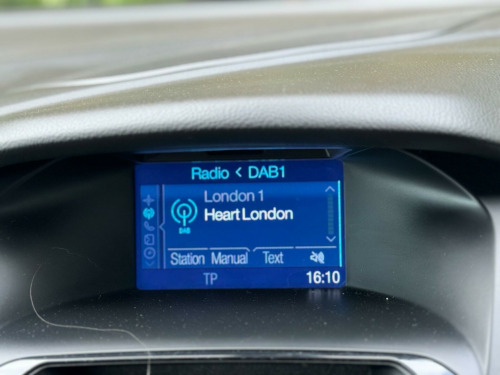 Radio < DAB1
London 1
Heart London
DAB
Station Manual Text
TP 16:10